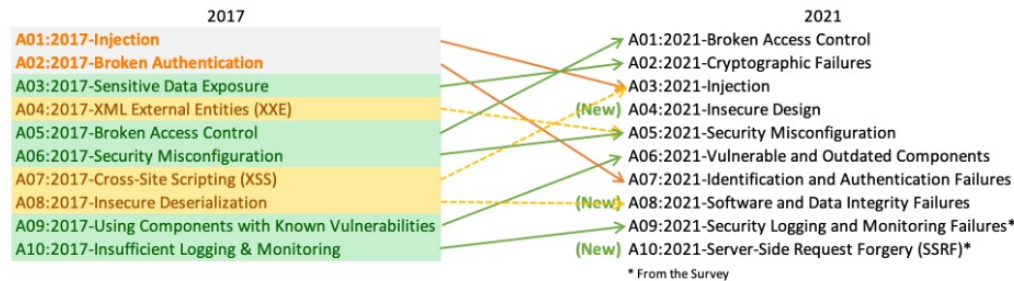 2017 2021
A01:2017-Injection A01:2021-Broken Access Control
A02:2017-Broken Authentication A02:2021-Cryptographic Failures
A03:2017-Sensitive Data Exposure A03:2021-Injection
A04:2017-XML External Entities (XXE) (New) A04:2021-Insecure Design
A05:2017-Broken Access Control A05:2021-Security Misconfiguration
A06:2017-Security Misconfiguration A06:2021-Vulnerable and Outdated Components
A07:2017-Cross-Site Scripting (XSS) A07:2021-Identification and Authentication Failures
A08:2017-Insecure Deserialization (New) A08:2021-Software and Data Integrity Failures
A09:2017-Using Components with Known Vulnerabilities A09:2021-Security Logging and Monitoring Failures*
A10:2017-Insufficient Logging & Monitoring (New) A10:2021-Server-Side Request Forgery (SSRF)*
* From the Survey